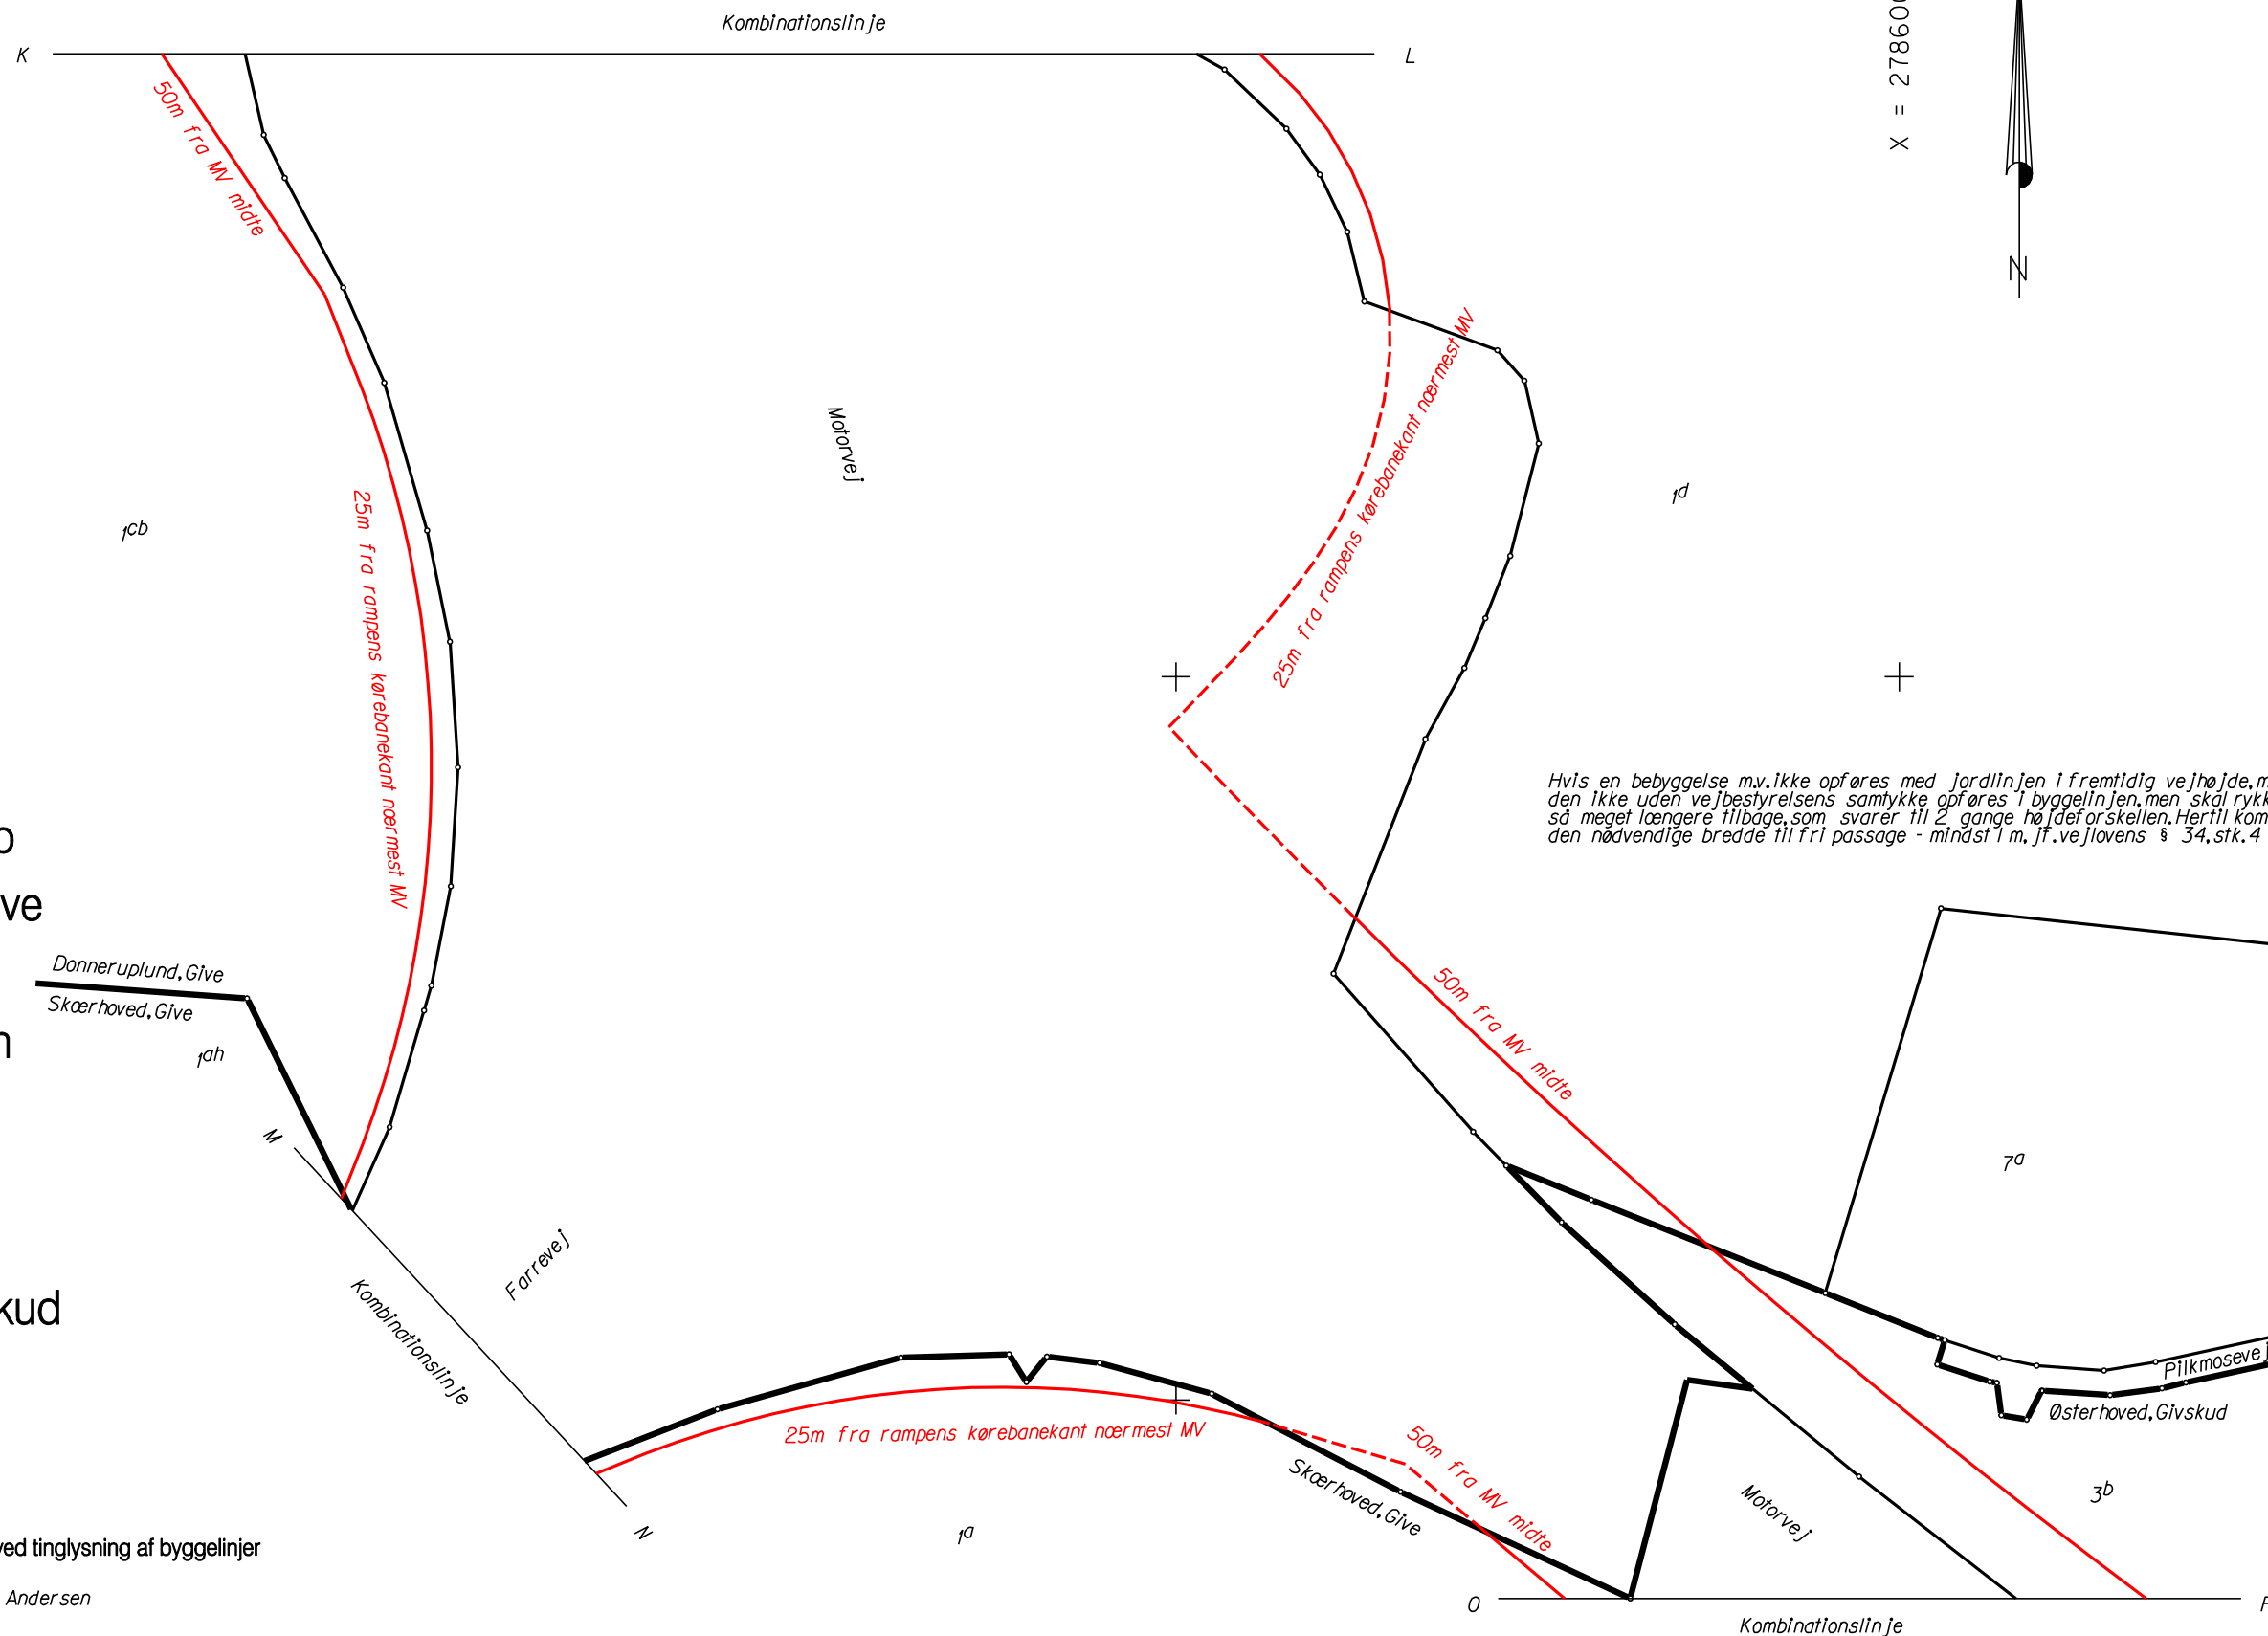 Kombinationslinje
K
L
X = 278600
N
50m fra MV midte
25m fra rampens kørebanekant nærmest MV
Motorvej
25m fra rampens kørebanekant nærmest MV
1cb
1d
Hvis en bebyggelse m.v. ikke opføres med jordlinjen i fremtidig vejhøjde, m
den ikke uden vejbestyrelsens samtykke opføres i byggelinjen, men skal rykk
så meget længere tilbage, som svarer til 2 gange højdeforskellen. Hertil kom
den nødvendige bredde til fri passage - mindst 1 m, jf. vejlovens § 34, stk. 4
ve
Donneruplund, Give
Skærhoved, Give
1ah
50m fra MV midte
M
7a
Farrevej
kud
Kombinationslinje
Pilkmosevej
Østerhoved, Givskud
25m fra rampens kørebanekant nærmest MV
50m fra MV midte
Skærhoved, Give
Motorvej
3b
N
1a
ved tinglysning af byggelinjer
Andersen
O
Kombinationslinje